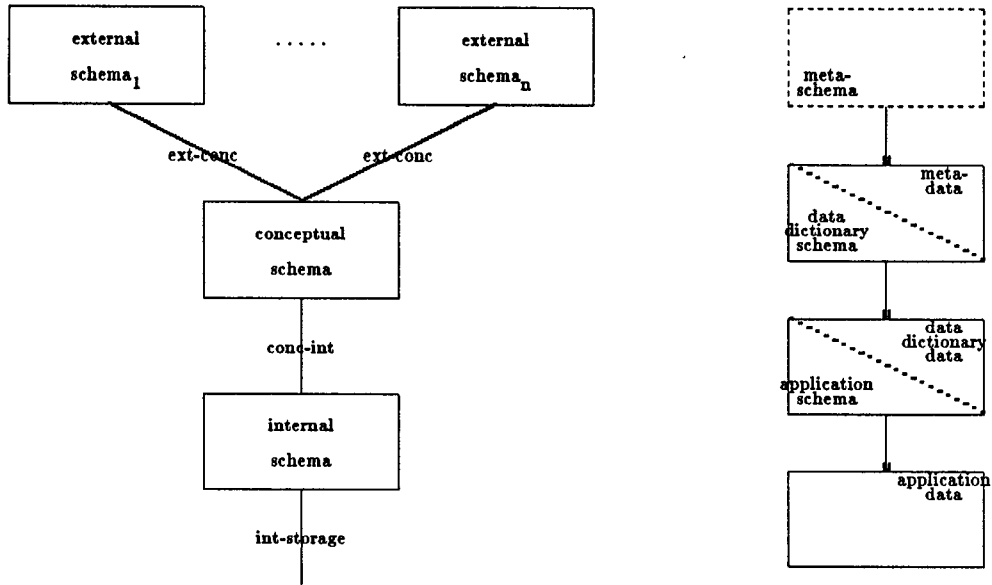 external
schema1
.....
external
scheman
ext-conc
ext-conc
conceptual
schema
conc-int
internal
schema
int-storage
meta-
schema
meta-
data
data
dictionary
schema
data
dictionary
data
application
schema
application
data